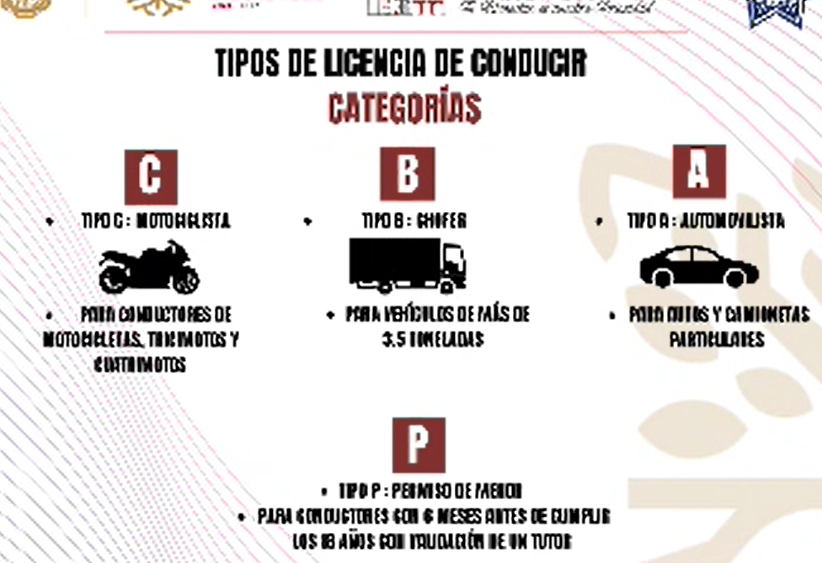 TIPOS DE LICENCIA DE CONDUCIR
CATEGORÍAS
C
• TIPO C : MOTOCICLISTA
• PARA CONDUCTORES DE
MOTOCICLETAS, TRICIMOTOS Y
CUATRIMOTOS
B
• TIPO B : CHOFER
• PARA VEHÍCULOS DE MÁS DE
3.5 TONELADAS
A
• TIPO A : AUTOMOVILISTA
• PARA AUTOS Y CAMIONETAS
PARTICULARES
P
• TIPO P : PERMISO DE MENOR
• PARA CONDUCTORES CON 6 MESES ANTES DE CUMPLIR
LOS 18 AÑOS CON VALIDACIÓN DE UN TUTOR